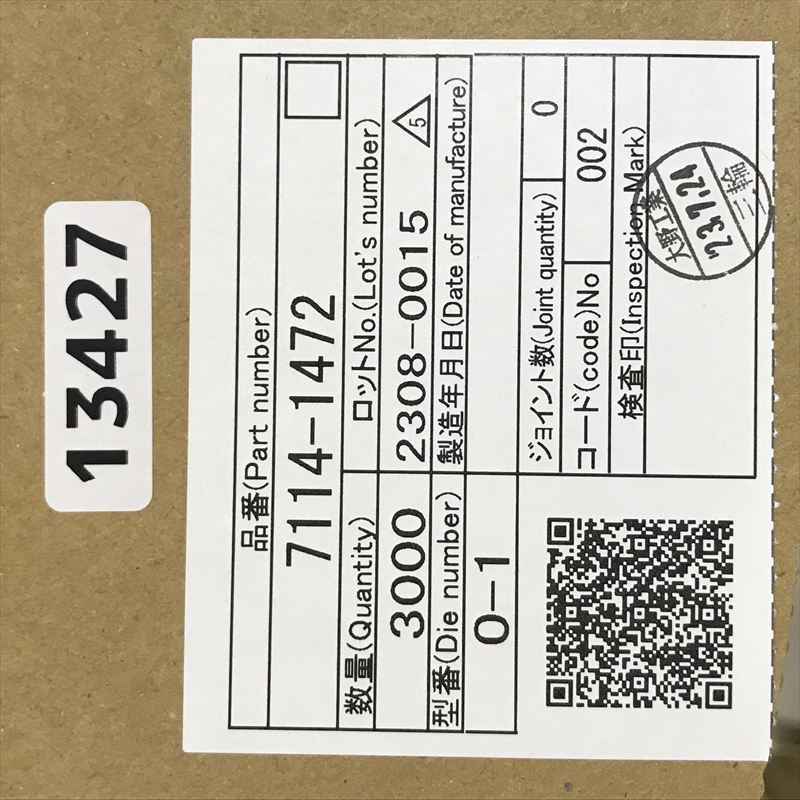 13427
品番(Part number)
7114-1472
数量(Quantity)
ロットNo.(Lot's number)
3000
2308-0015
5
型番(Die number)
製造年月日(Date of manufacture)
0-1
ジョイント数(Joint quantity)
0
コード(code)No
002
検査印(Inspection Mark)
大野工業
'23.7.24
三輪